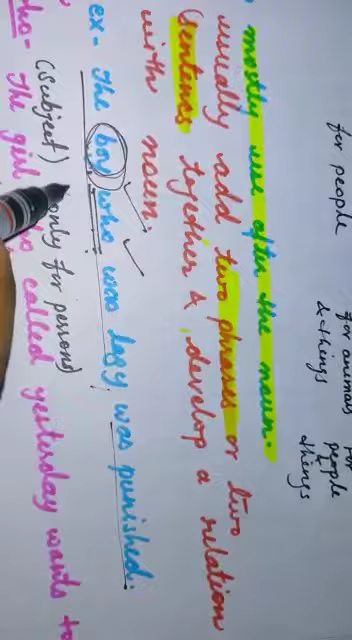 for people
for animals & things
for people & things
mostly use after the noun.
usually add two phrases or two
(sentences together & develop a relation
with noun.
ex- The boy who was lazy was punished.
(Subject) only for persons)
who- The girl called yesterday wants to